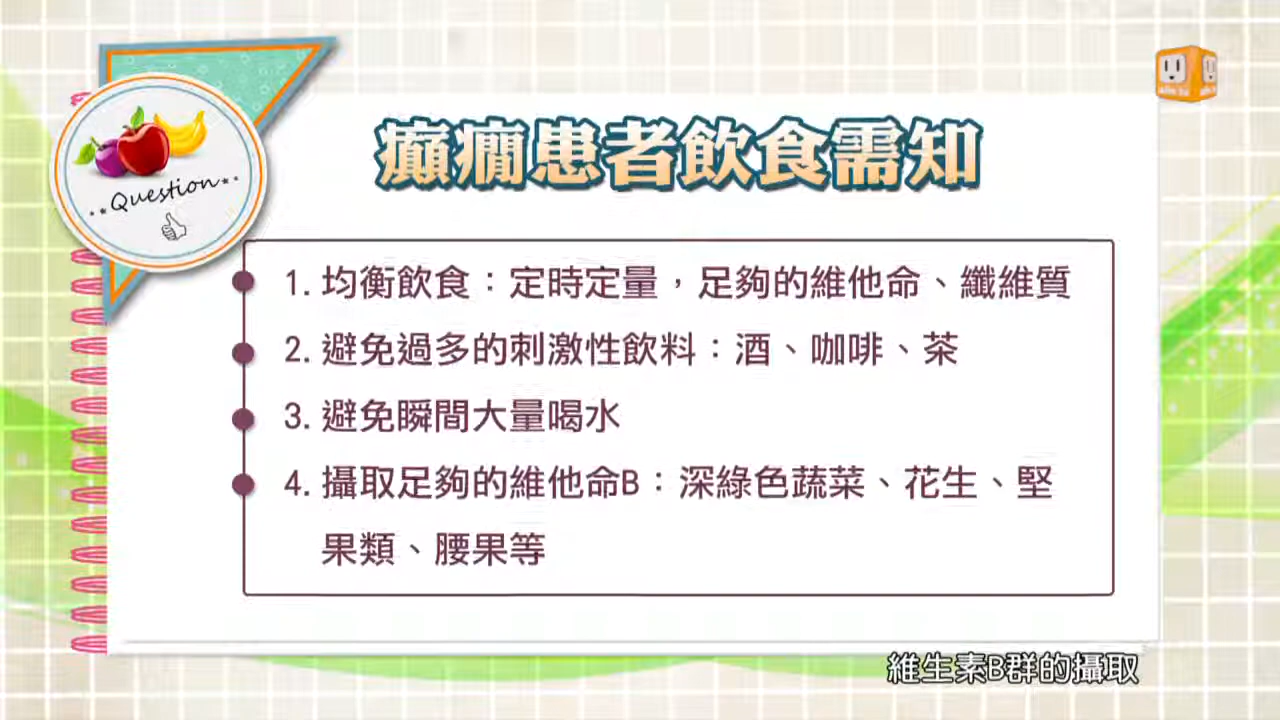 癲癇患者飲食需知
Question
1. 均衡飲食：定時定量，足夠的維他命、纖維質
2. 避免過多的刺激性飲料：酒、咖啡、茶
3. 避免瞬間大量喝水
4. 攝取足夠的維他命B：深綠色蔬菜、花生、堅
果類、腰果等
維生素B群的攝取